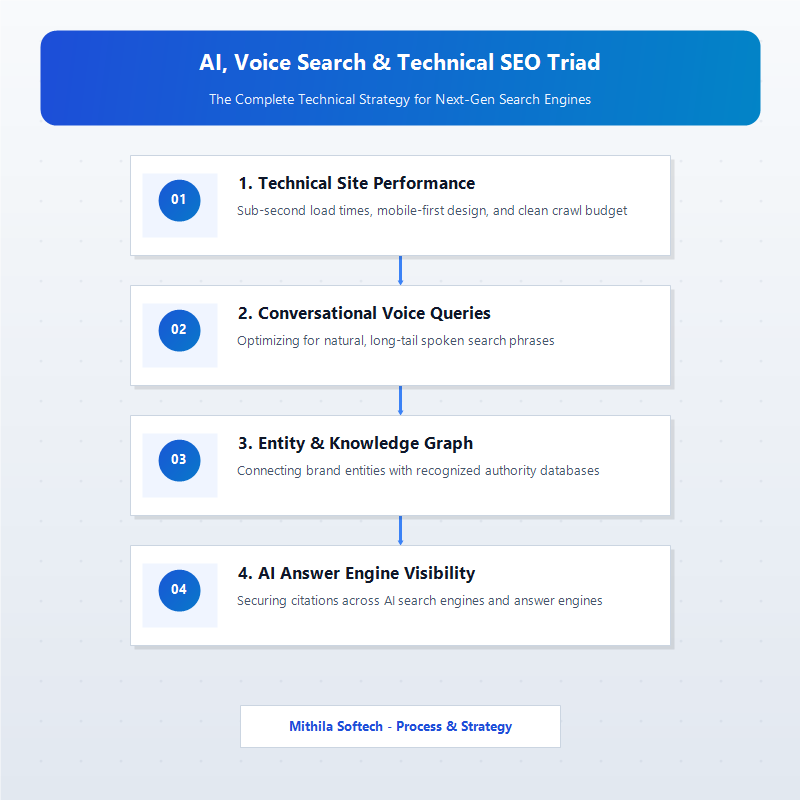 AI, Voice Search & Technical SEO Triad
The Complete Technical Strategy for Next-Gen Search Engines
01
1. Technical Site Performance
Sub-second load times, mobile-first design, and clean crawl budget
02
2. Conversational Voice Queries
Optimizing for natural, long-tail spoken search phrases
03
3. Entity & Knowledge Graph
Connecting brand entities with recognized authority databases
04
4. AI Answer Engine Visibility
Securing citations across AI search engines and answer engines
Mithila Softech - Process & Strategy